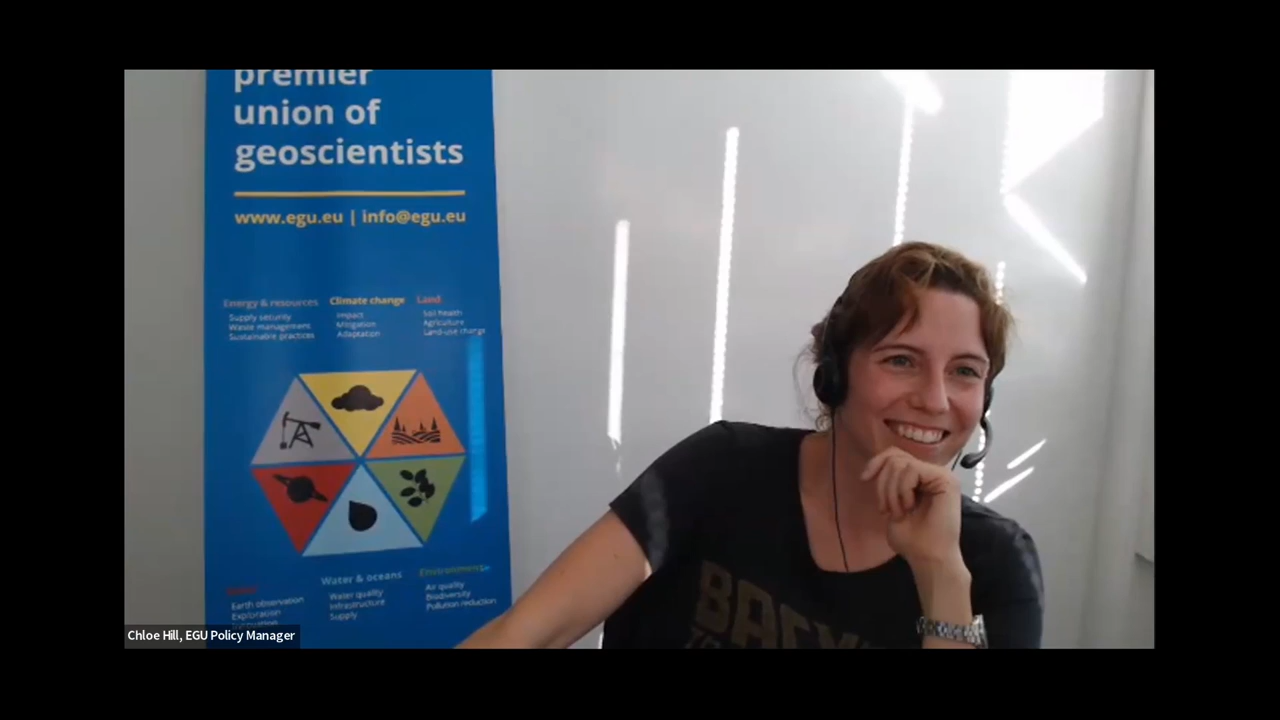 premier
union of
geoscientists
www.egu.eu | info@egu.eu
Energy & resources
Supply security
Waste management
Sustainable practices
Climate change
Impact
Mitigation
Adaptation
Land
Soil health
Agriculture
Land-use change
Water & oceans
Water quality
Infrastructure
Supply
Environment
Air quality
Biodiversity
Pollution reduction
Earth observation
Exploration
BACK
Chloe Hill, EGU Policy Manager